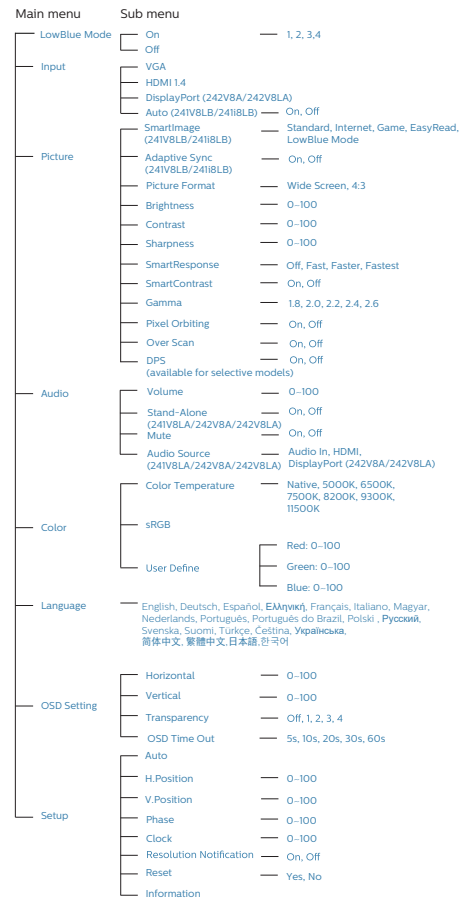 Main menu Sub menu
LowBlue Mode On 1, 2, 3,4
Off
Input VGA
HDMI 1.4
DisplayPort (242V8A/242V8LA)
Auto (241V8LB/241i8LB) On, Off
SmartImage Standard, Internet, Game, EasyRead,
(241V8LB/241i8LB) LowBlue Mode
Picture Adaptive Sync On, Off
(241V8LB/241i8LB)
Picture Format Wide Screen, 4:3
Brightness 0-100
Contrast 0-100
Sharpness 0-100
SmartResponse Off, Fast, Faster, Fastest
SmartContrast On, Off
Gamma 1.8, 2.0, 2.2, 2.4, 2.6
Pixel Orbiting On, Off
Over Scan On, Off
DPS On, Off
(available for selective models)
Audio Volume 0-100
Stand-Alone On, Off
(241V8LA/242V8A/242V8LA)
Mute On, Off
Audio Source Audio In, HDMI,
(241V8LA/242V8A/242V8LA) DisplayPort (242V8A/242V8LA)
Color Temperature Native, 5000K, 6500K,
7500K, 8200K, 9300K,
11500K
Color sRGB
Red: 0-100
User Define Green: 0-100
Blue: 0-100
Language English, Deutsch, Español, Ελληνική, Français, Italiano, Magyar,
Nederlands, Português, Português do Brazil, Polski , Русский,
Svenska, Suomi, Türkçe, Čeština, Українська,
简体中文, 繁體中文,日本語,한국어
Horizontal 0-100
OSD Setting Vertical 0-100
Transparency Off, 1, 2, 3, 4
OSD Time Out 5s, 10s, 20s, 30s, 60s
Auto
H.Position 0-100
V.Position 0-100
Setup Phase 0-100
Clock 0-100
Resolution Notification On, Off
Reset Yes, No
Information